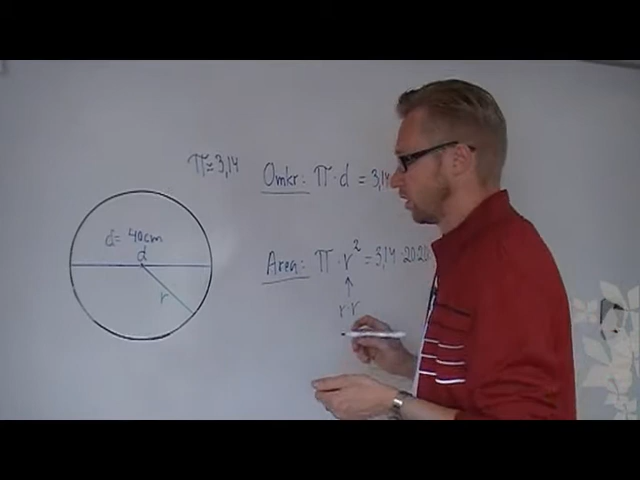 π≈3,14
Omkr: π·d = 3,14
d= 40cm
d
r
Area: π·r² = 3,14·20·20
r·r